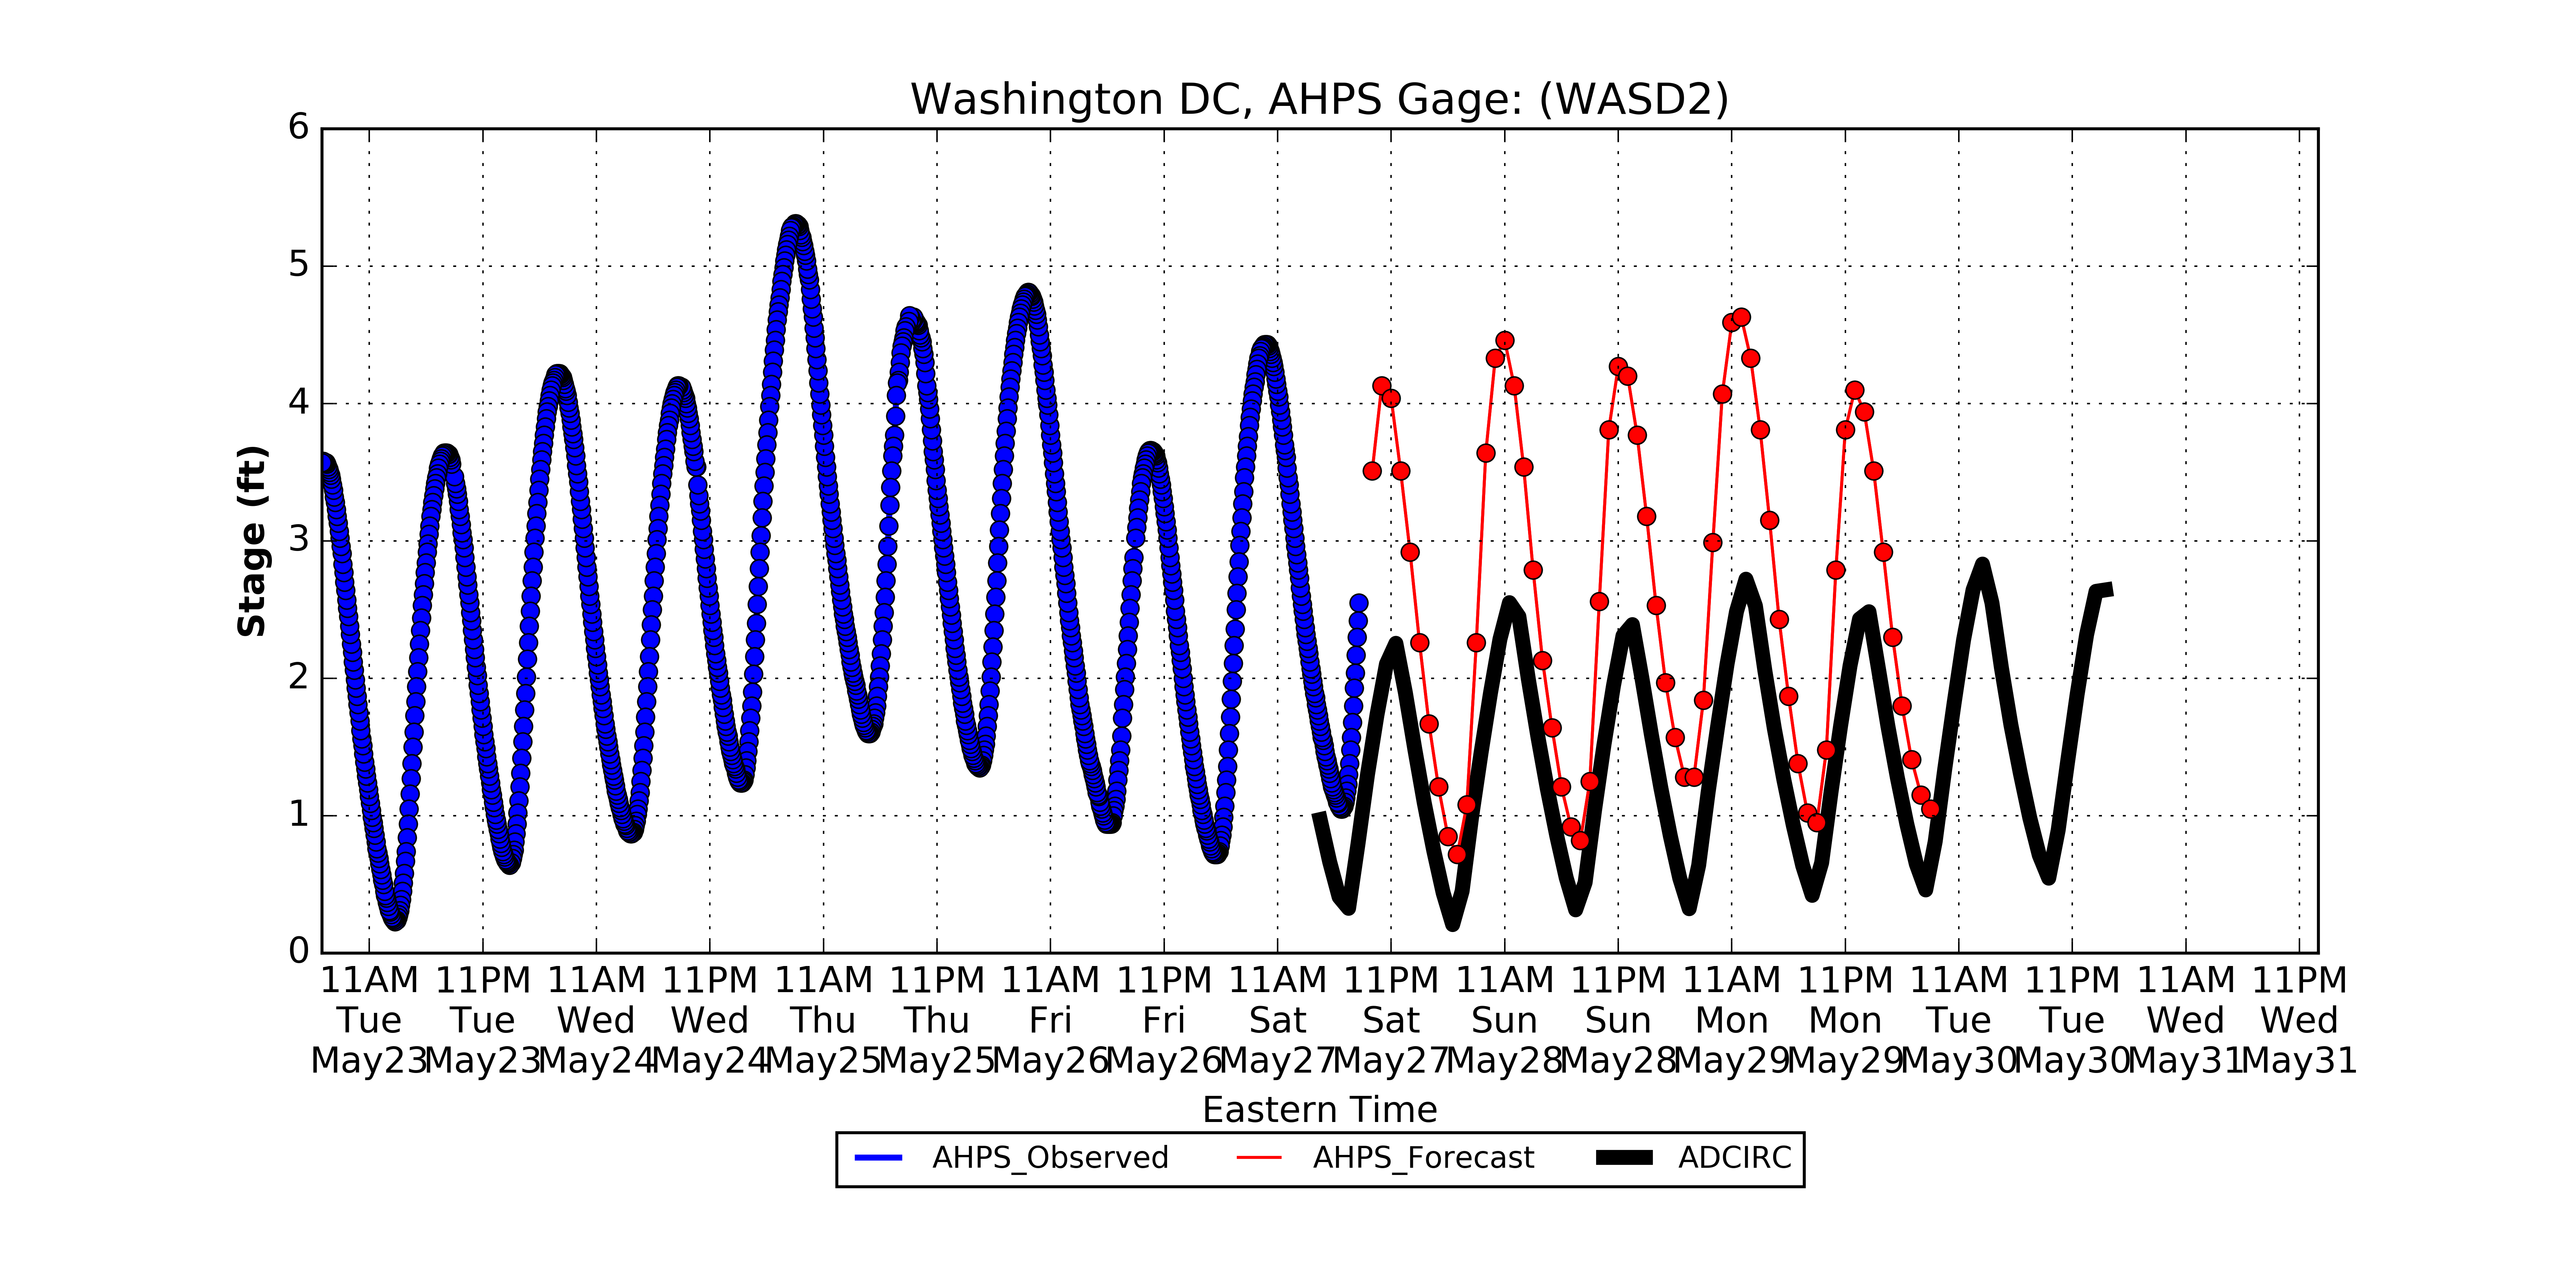 Washington DC, AHPS Gage: (WASD2)
6
5
4
3
2
1
0
Stage (ft)
11AM 11PM 11AM 11PM 11AM 11PM 11AM 11PM 11AM 11PM 11AM 11PM 11AM 11PM 11AM 11PM 11AM 11PM
Tue Tue Wed Wed Thu Thu Fri Fri Sat Sat Sun Sun Mon Mon Tue Tue Wed Wed
May23 May23 May24 May24 May25 May25 May26 May26 May27 May27 May28 May28 May29 May29 May30 May30 May31 May31
Eastern Time
AHPS_Observed AHPS_Forecast ADCIRC